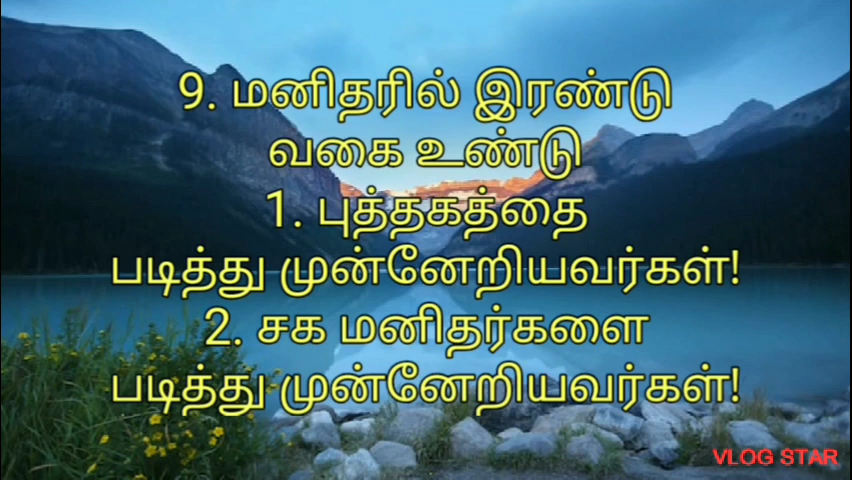 9. மனிதரில் இரண்டு
வகை உண்டு
1. புத்தகத்தை
படித்து முன்னேறியவர்கள்!
2. சக மனிதர்களை
படித்து முன்னேறியவர்கள்!
VLOG STAR